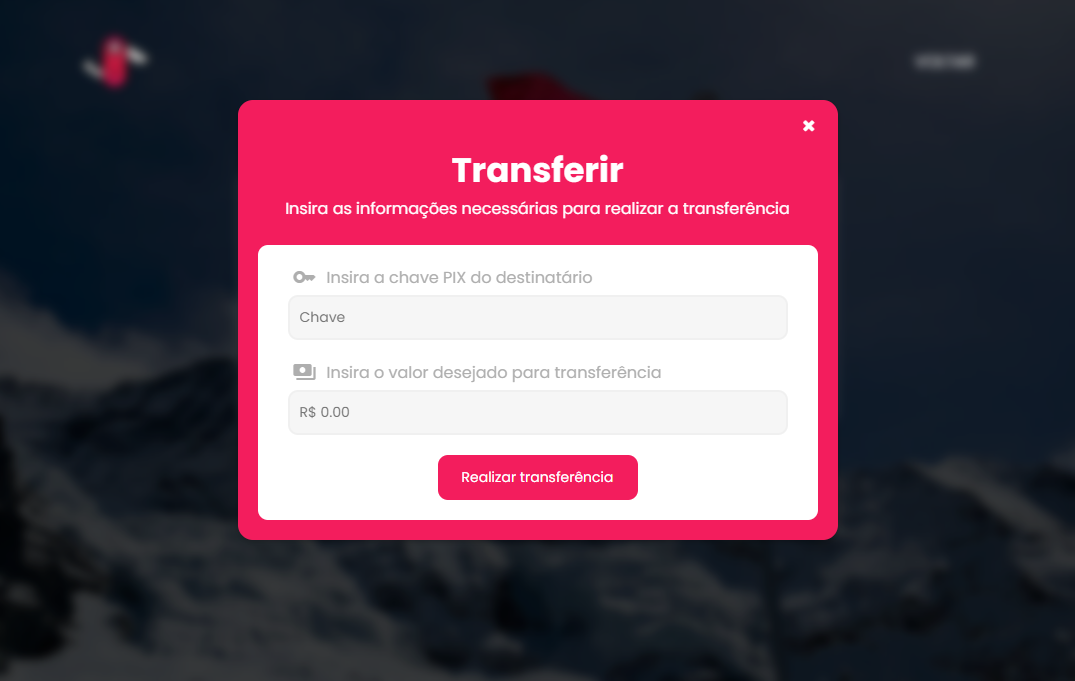 Transferir
Insira as informações necessárias para realizar a transferência
Insira a chave PIX do destinatário
Chave
Insira o valor desejado para transferência
R$ 0.00
Realizar transferência